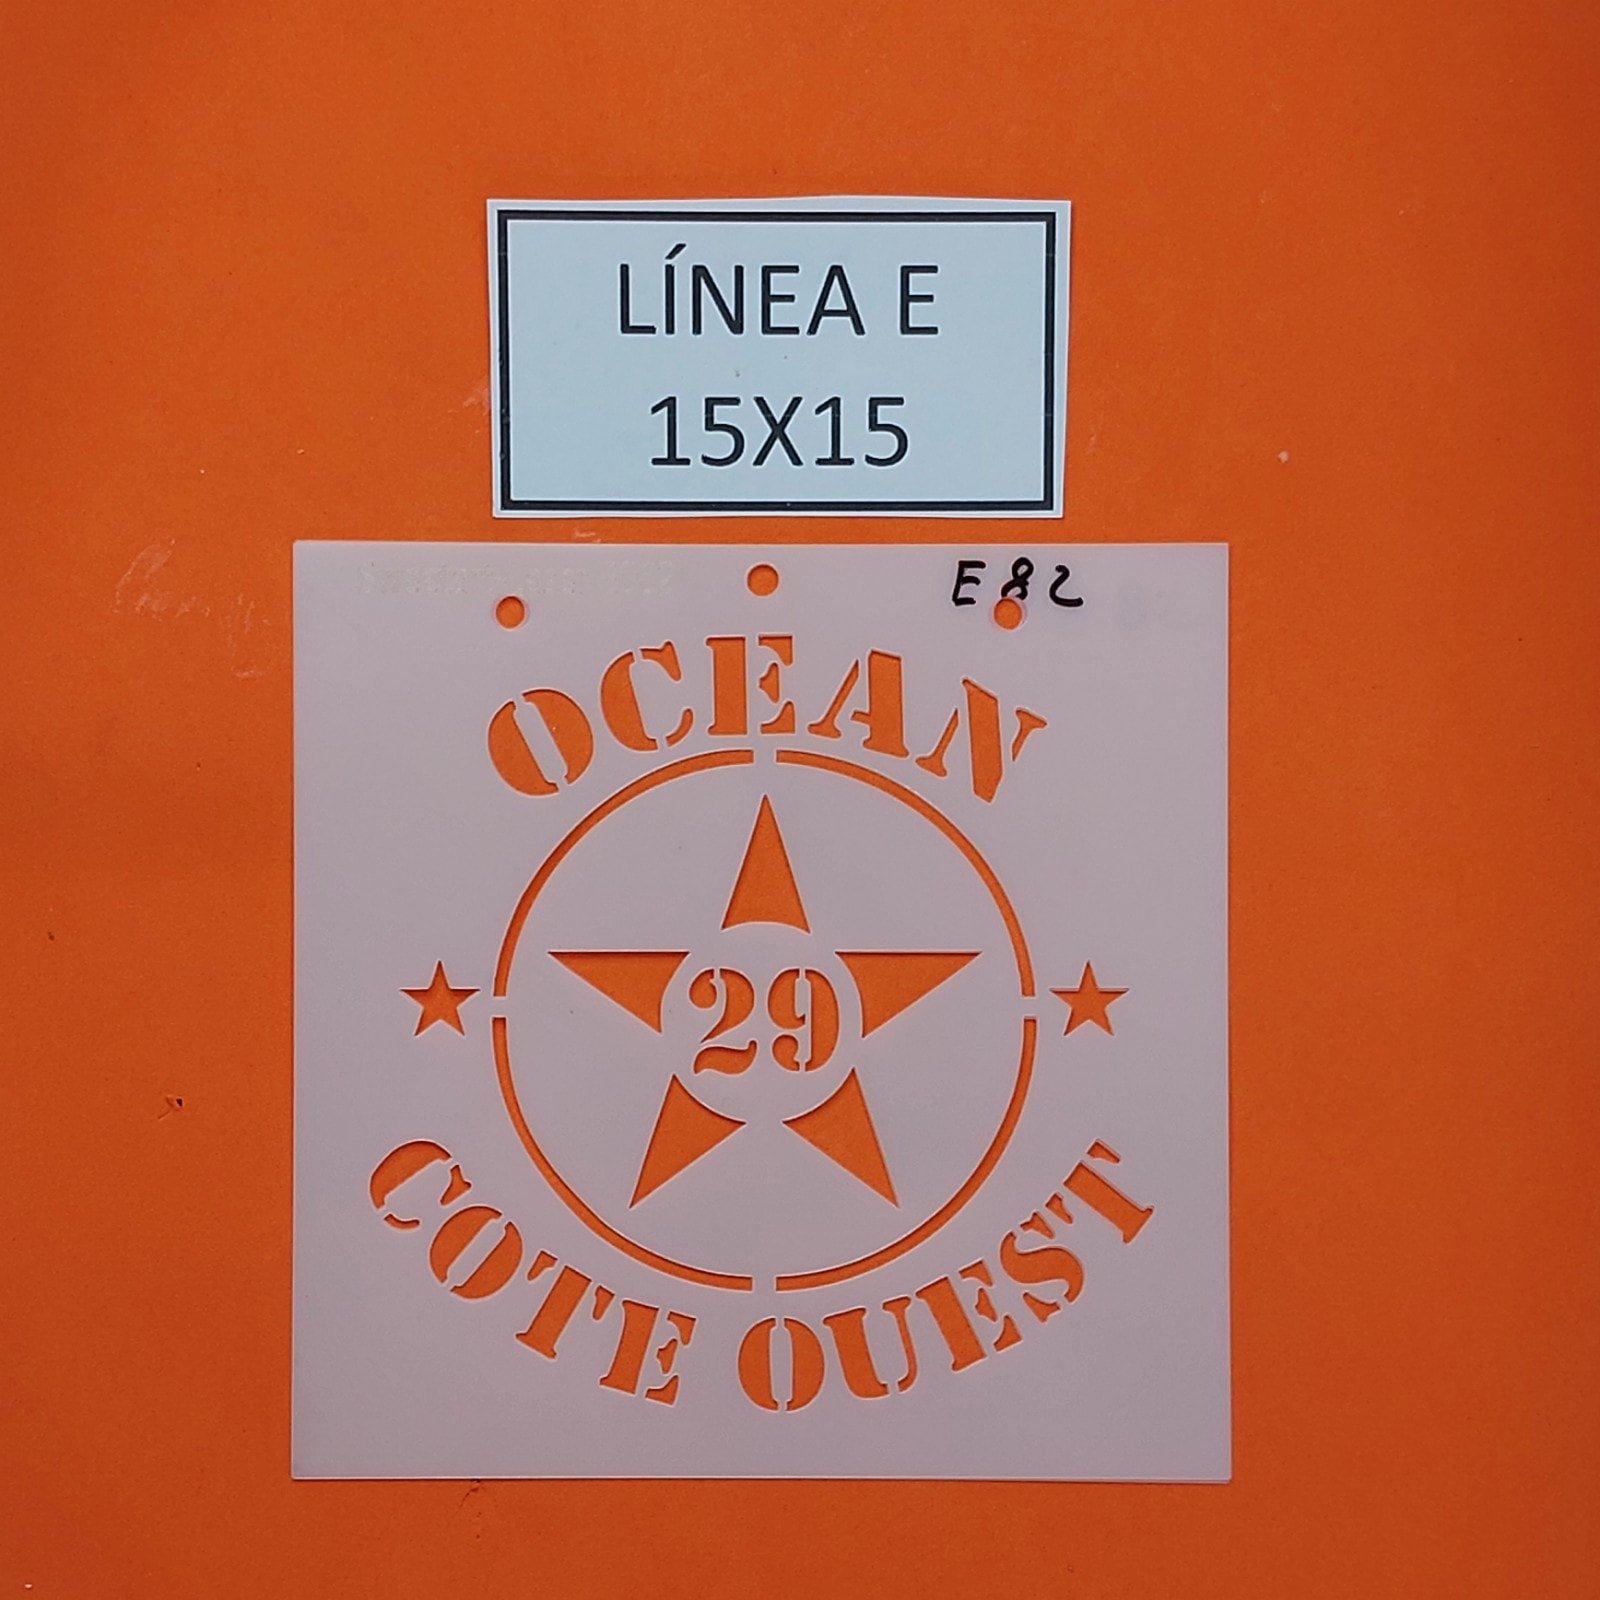 LÍNEA E
15X15
E82
OCEAN
29
COTE OUEST